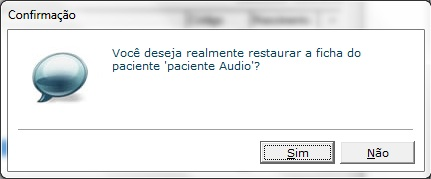 Confirmação
Você deseja realmente restaurar a ficha do
paciente 'paciente Audio'?
Sim
Não